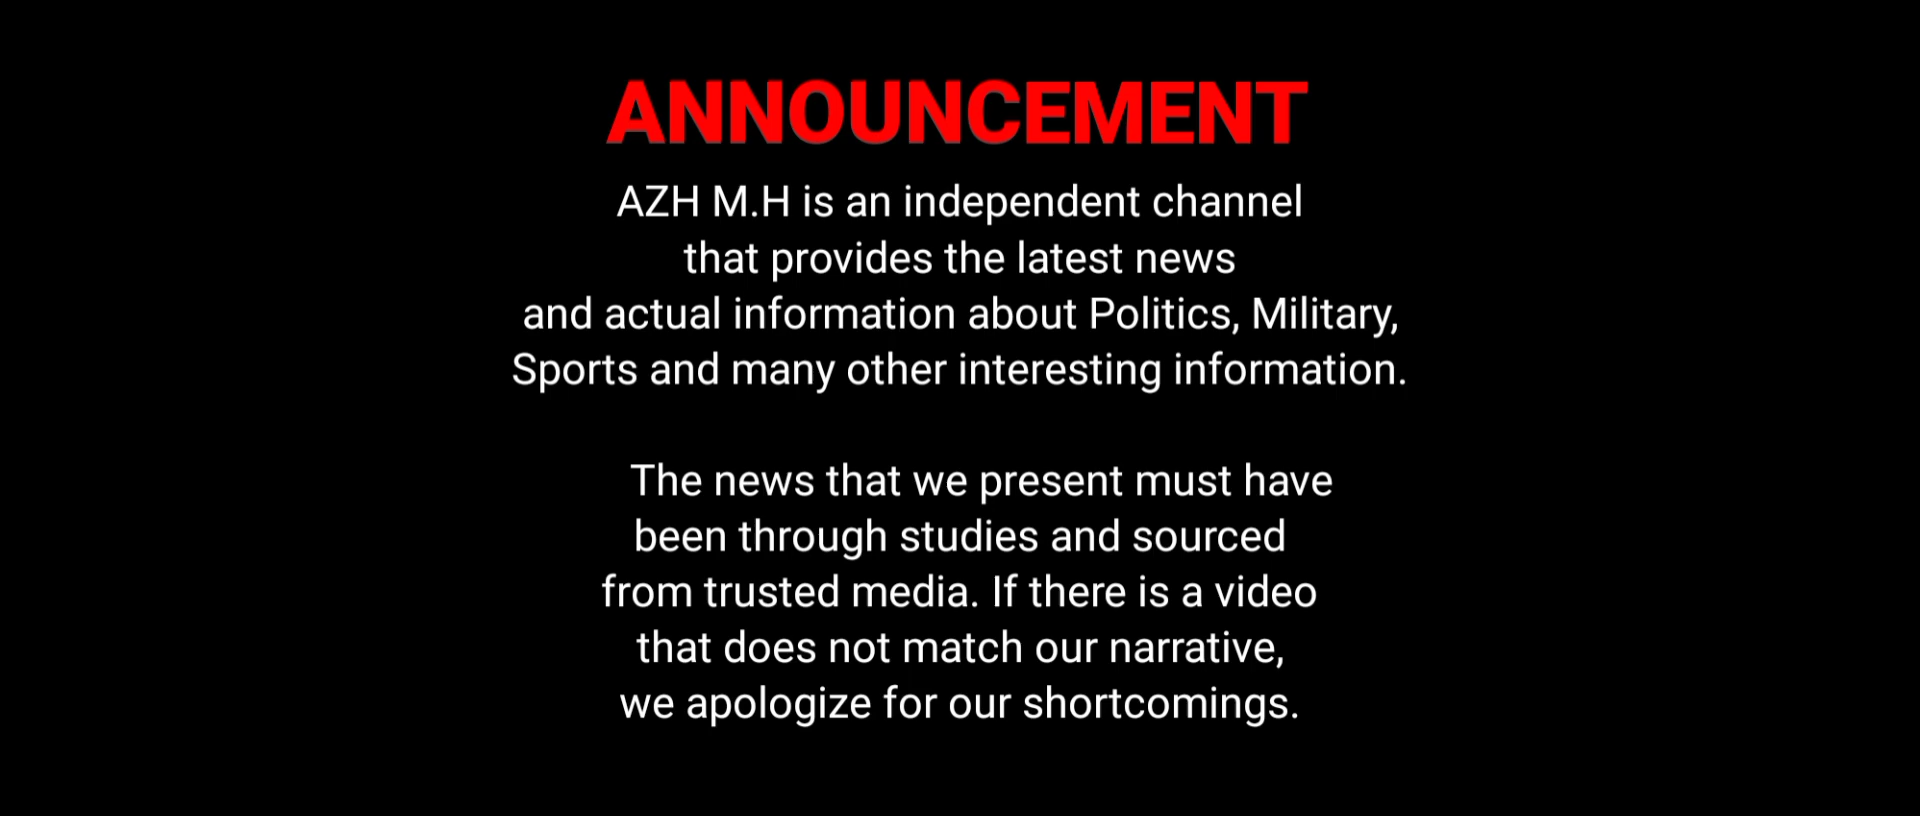 ANNOUNCEMENT
AZH M.H is an independent channel
that provides the latest news
and actual information about Politics, Military,
Sports and many other interesting information.
The news that we present must have
been through studies and sourced
from trusted media. If there is a video
that does not match our narrative,
we apologize for our shortcomings.